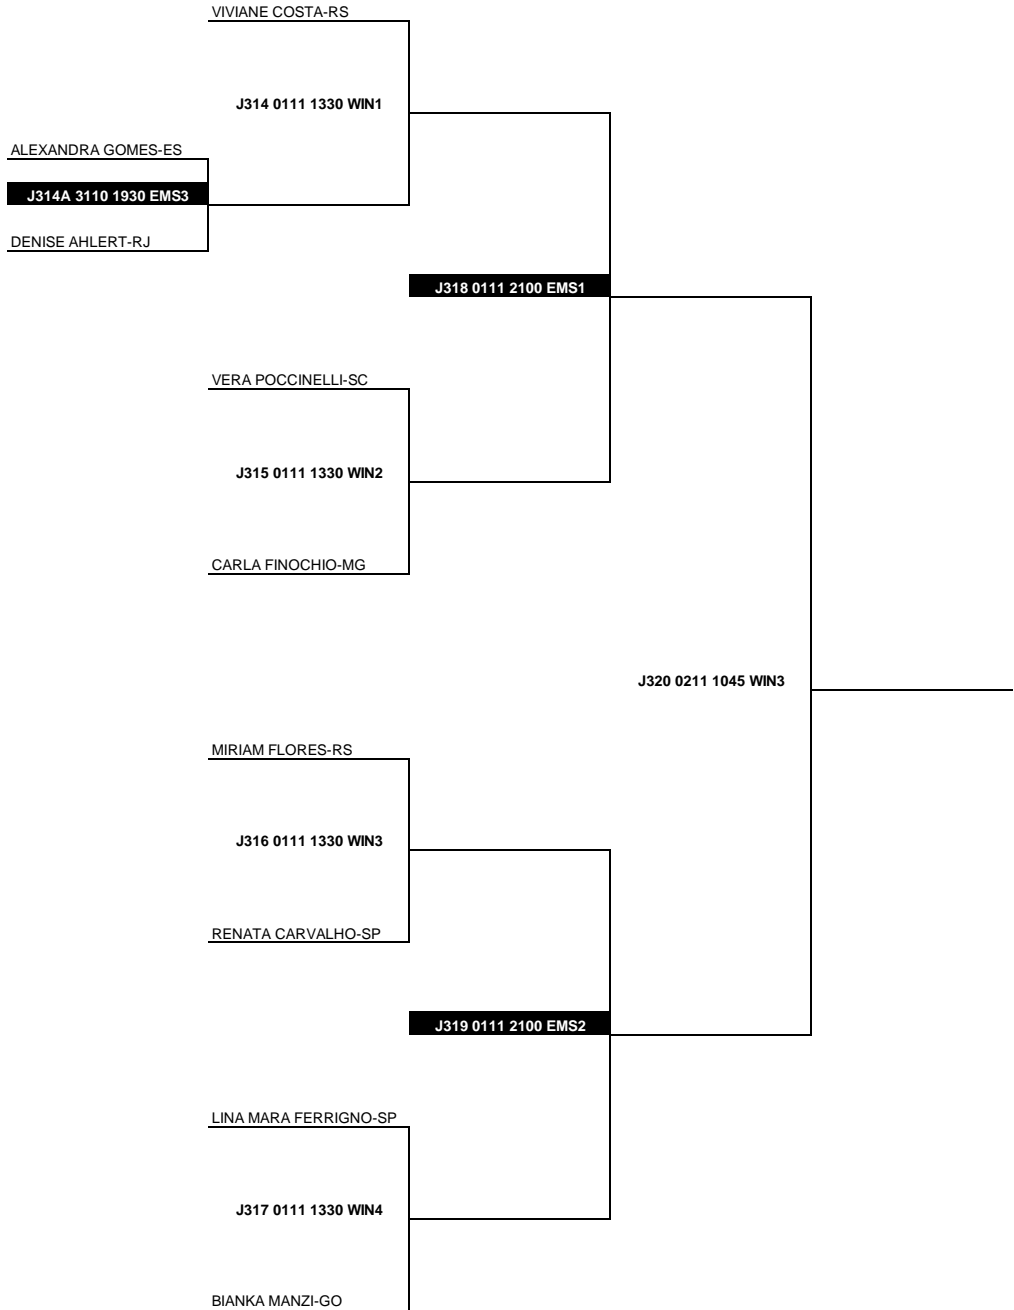 VIVIANE COSTA-RS
J314 0111 1330 WIN1
ALEXANDRA GOMES-ES
J314A 3110 1930 EMS3
DENISE AHLERT-RJ
J318 0111 2100 EMS1
VERA POCCINELLI-SC
J315 0111 1330 WIN2
CARLA FINOCHIO-MG
J320 0211 1045 WIN3
MIRIAM FLORES-RS
J316 0111 1330 WIN3
RENATA CARVALHO-SP
J319 0111 2100 EMS2
LINA MARA FERRIGNO-SP
J317 0111 1330 WIN4
BIANKA MANZI-GO